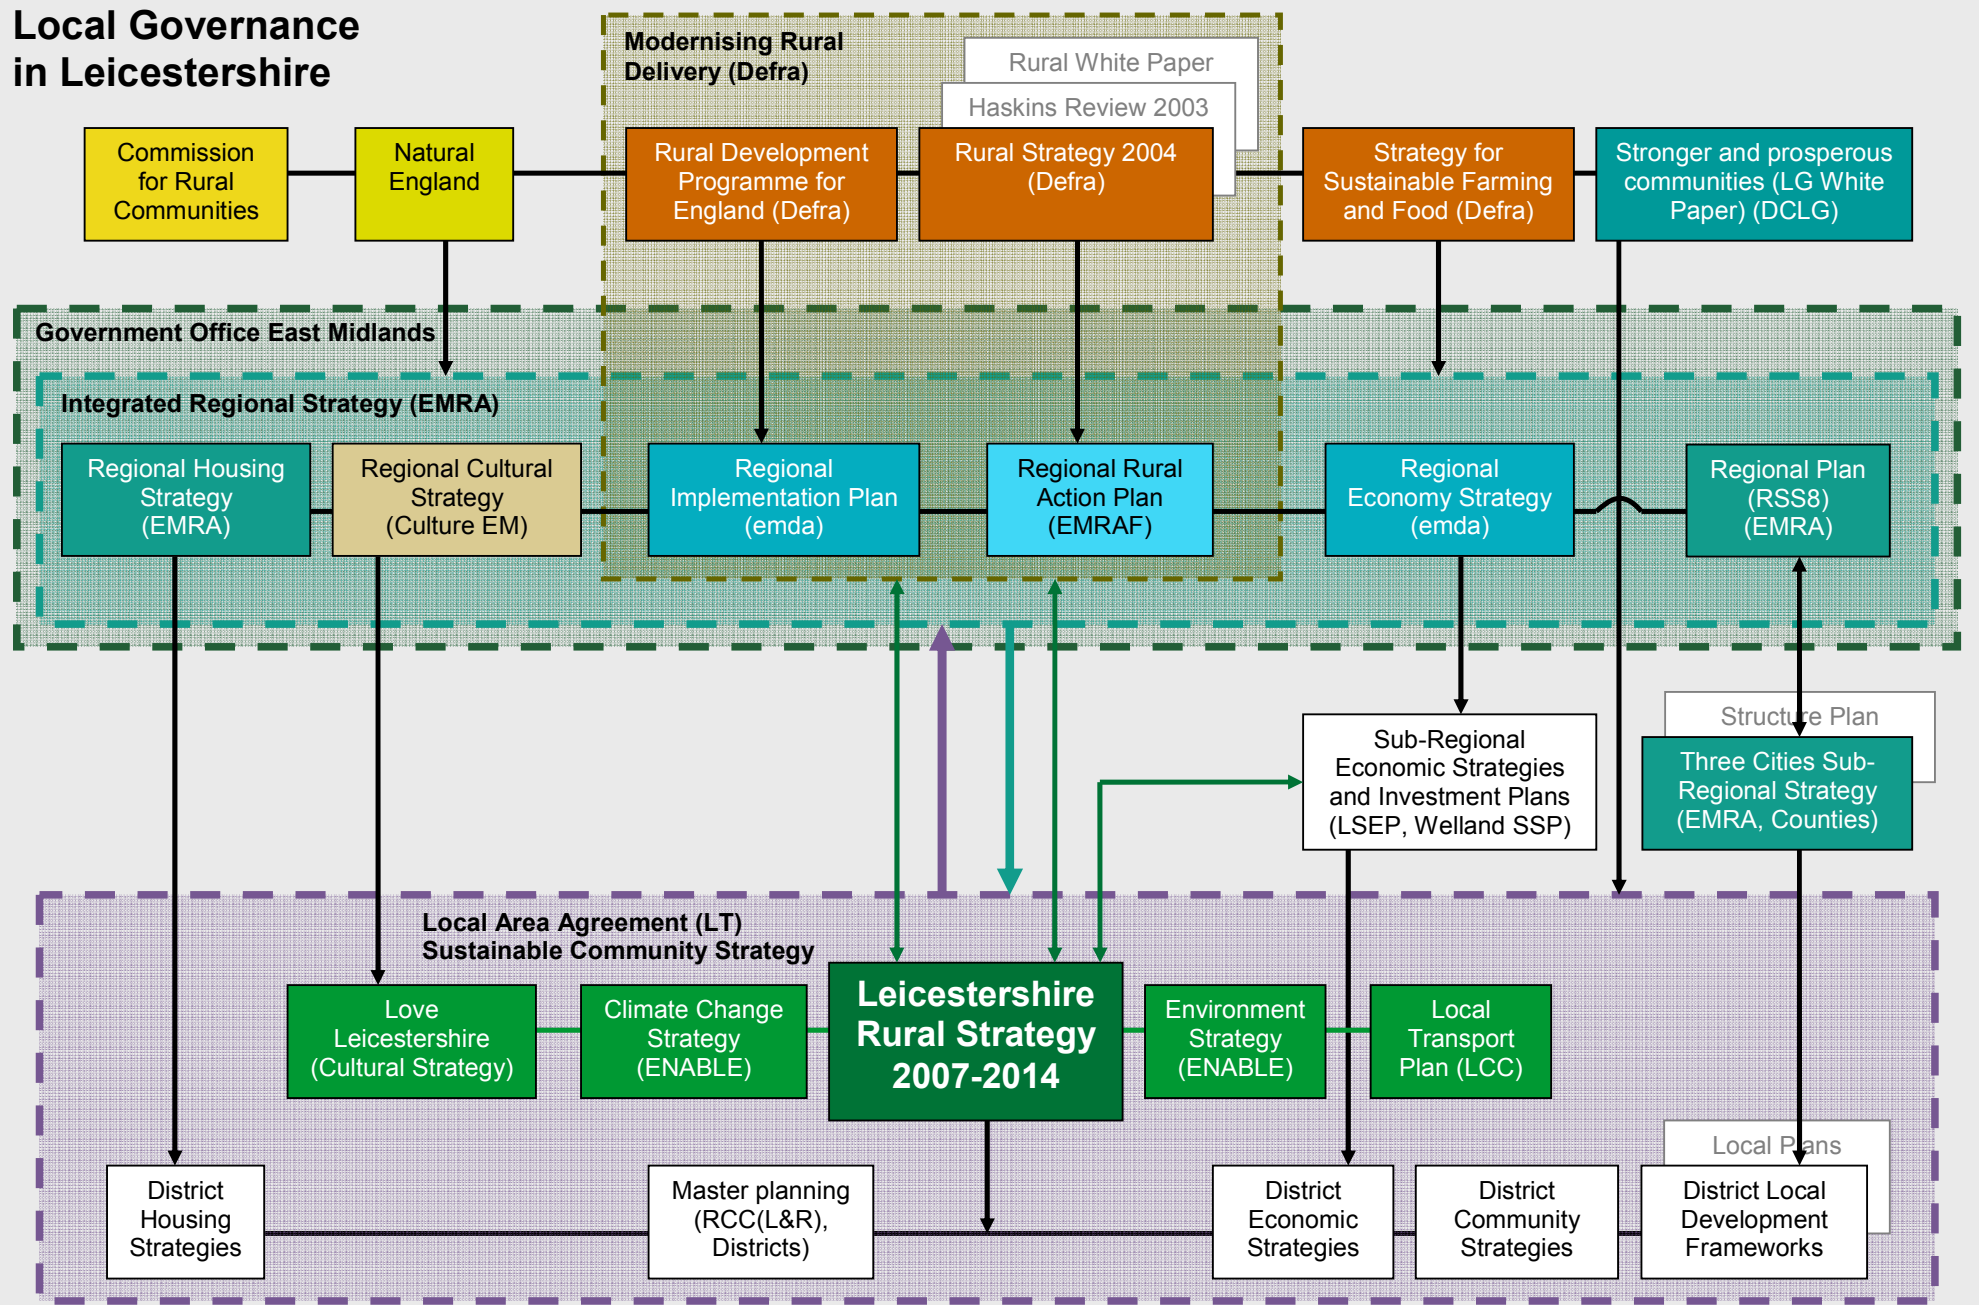 Local Governance
in Leicestershire
Modernising Rural
Delivery (Defra)
Rural White Paper
Haskins Review 2003
Commission
for Rural
Communities
Natural
England
Rural Development
Programme for
England (Defra)
Rural Strategy 2004
(Defra)
Strategy for
Sustainable Farming
and Food (Defra)
Stronger and prosperous
communities (LG White
Paper) (DCLG)
Government Office East Midlands
Integrated Regional Strategy (EMRA)
Regional Housing
Strategy
(EMRA)
Regional Cultural
Strategy
(Culture EM)
Regional
Implementation Plan
(emda)
Regional Rural
Action Plan
(EMRAF)
Regional
Economy Strategy
(emda)
Regional Plan
(RSS8)
(EMRA)
Sub-Regional
Economic Strategies
and Investment Plans
(LSEP, Welland SSP)
Structure Plan
Three Cities Sub-
Regional Strategy
(EMRA, Counties)
Local Area Agreement (LT)
Sustainable Community Strategy
Love
Leicestershire
(Cultural Strategy)
Climate Change
Strategy
(ENABLE)
Leicestershire
Rural Strategy
2007-2014
Environment
Strategy
(ENABLE)
Local
Transport
Plan (LCC)
Local Plans
District
Housing
Strategies
Master planning
(RCC(L&R),
Districts)
District
Economic
Strategies
District
Community
Strategies
District Local
Development
Frameworks